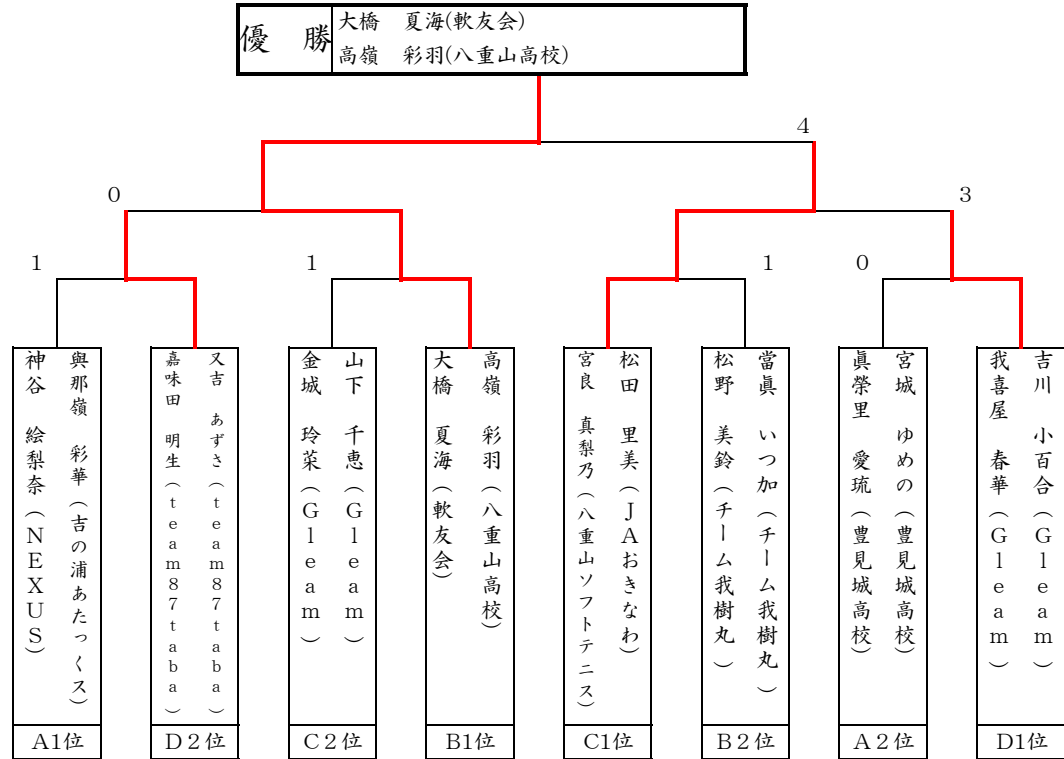 優　勝
大橋　夏海(軟友会)
高嶺　彩羽(八重山高校)
4
0
3
1
1
1
0
神谷　絵梨奈（NEXUS）
與那嶺　彩華（吉の浦あたっくス）
嘉味田　明生（team87taba）
又吉　あずさ（team87taba）
金城　玲菜（Gleam）
山下　千恵（Gleam）
大橋　夏海（軟友会）
高嶺　彩羽（八重山高校）
宮良　真梨乃（八重山ソフトテニス）
松田　里美（JAおきなわ）
松野　美鈴（チーム我樹丸）
當眞　いつ加（チーム我樹丸）
眞榮里　愛琉（豊見城高校）
宮城　ゆめの（豊見城高校）
我喜屋　春華（Gleam）
吉川　小百合（Gleam）
A1位
D２位
C２位
B1位
C1位
B２位
A２位
D1位